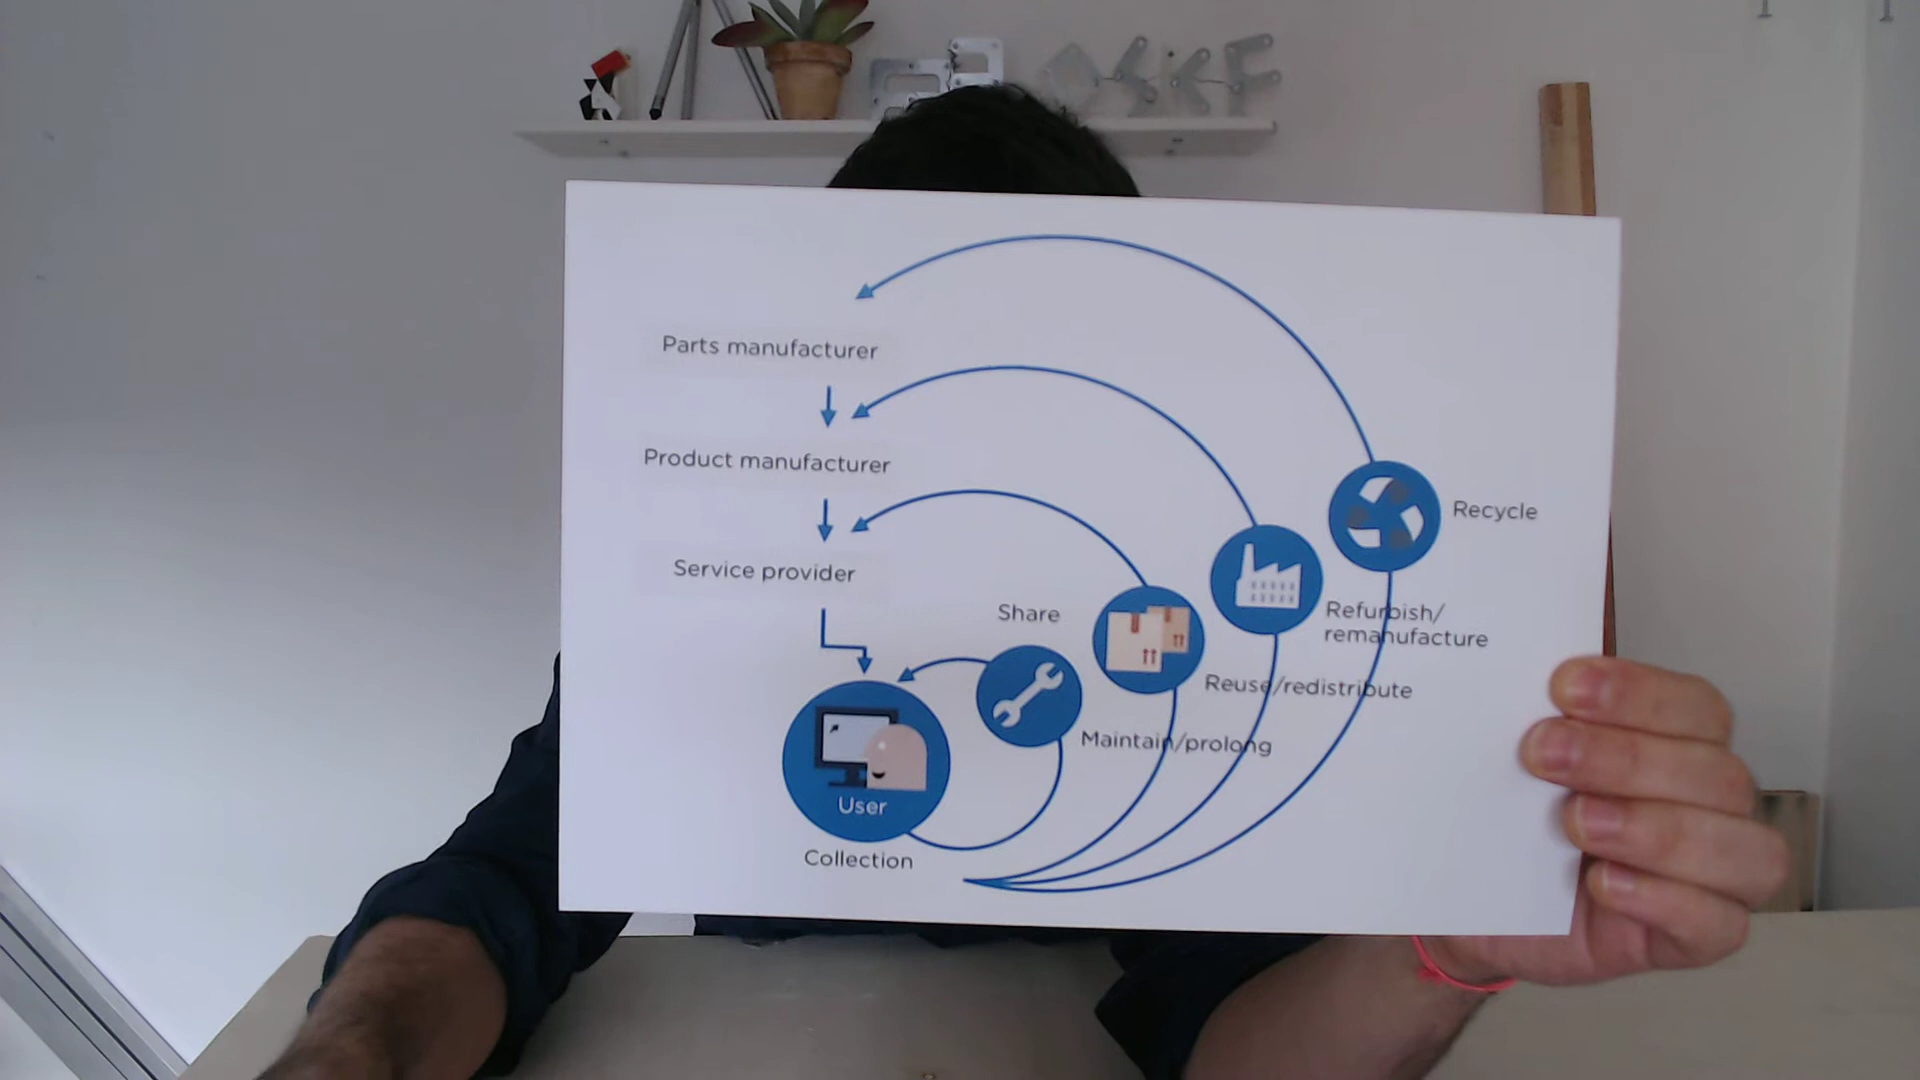 Parts manufacturer
Product manufacturer
Service provider
Share
Recycle
Refurbish/
remanufacture
Reuse/redistribute
Maintain/prolong
User
Collection